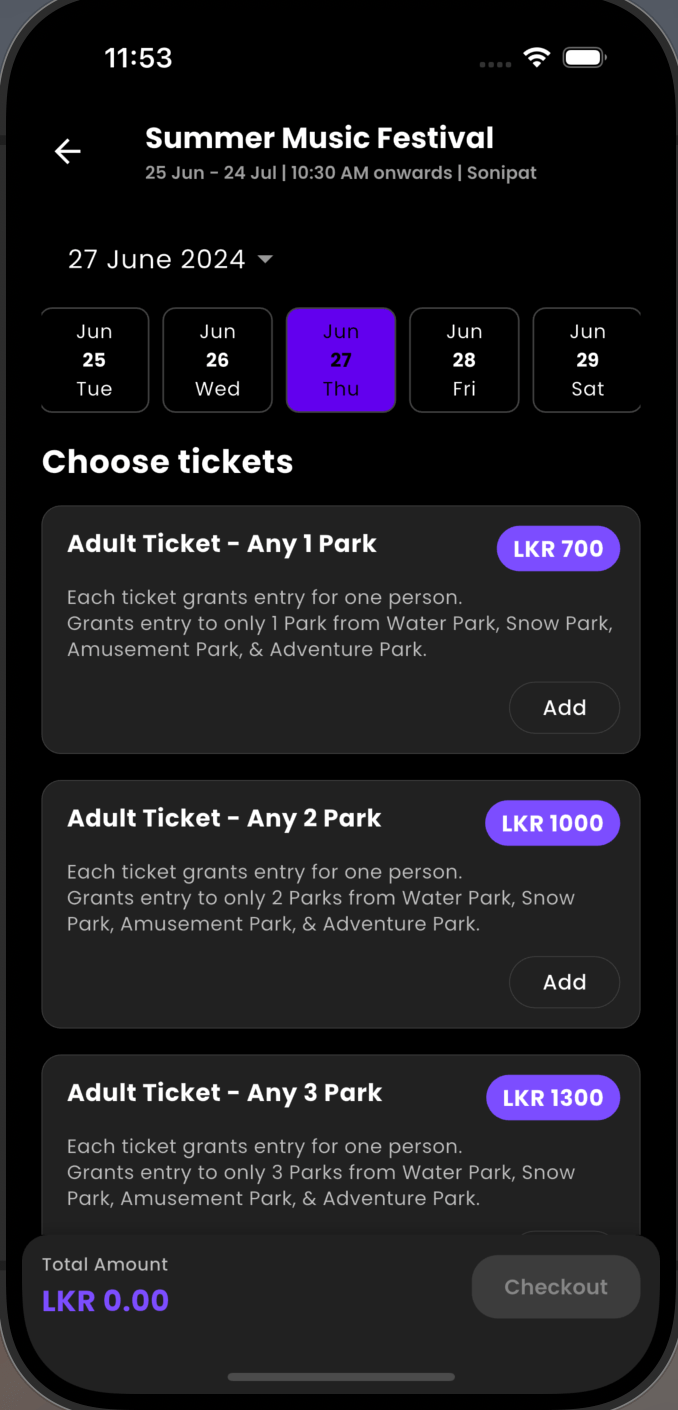 11:53
Summer Music Festival
25 Jun - 24 Jul | 10:30 AM onwards | Sonipat
27 June 2024
Jun Jun Jun Jun Jun
25 26 27 28 29
Tue Wed Thu Fri Sat
Choose tickets
Adult Ticket - Any 1 Park LKR 700
Each ticket grants entry for one person.
Grants entry to only 1 Park from Water Park, Snow Park,
Amusement Park, & Adventure Park.
Add
Adult Ticket - Any 2 Park LKR 1000
Each ticket grants entry for one person.
Grants entry to only 2 Parks from Water Park, Snow
Park, Amusement Park, & Adventure Park.
Add
Adult Ticket - Any 3 Park LKR 1300
Each ticket grants entry for one person.
Grants entry to only 3 Parks from Water Park, Snow
Park, Amusement Park, & Adventure Park.
Total Amount
LKR 0.00
Checkout